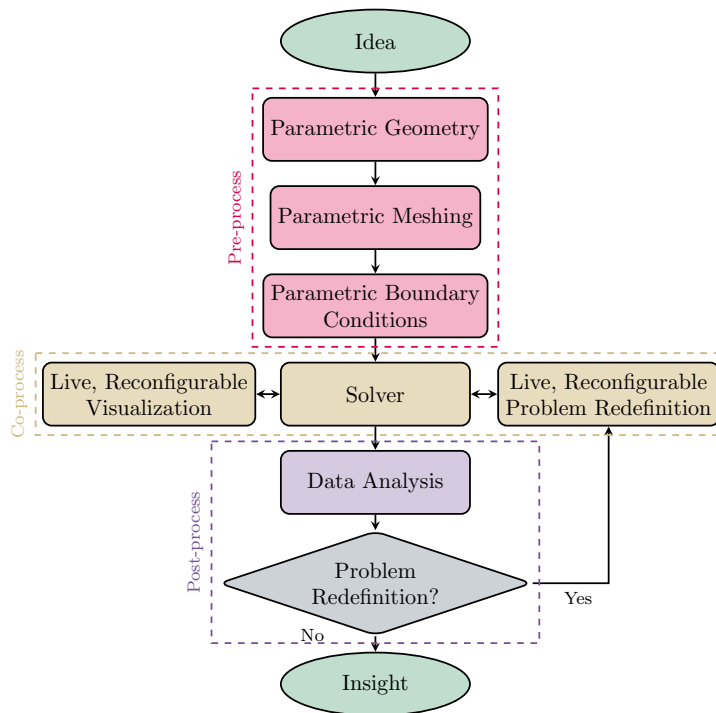 Idea
Pre-process
Parametric Geometry
Parametric Meshing
Parametric Boundary
Conditions
Co-process
Live, Reconfigurable
Visualization
Solver
Live, Reconfigurable
Problem Redefinition
Post-process
Data Analysis
Problem
Redefinition?
Yes
No
Insight